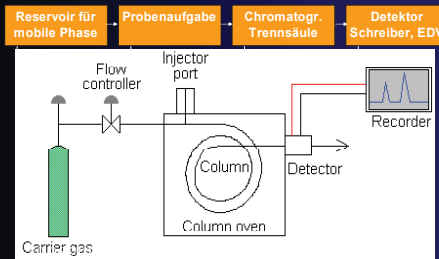 Reservoir für
mobile Phase
Probenaufgabe
Chromatogr.
Trennsäule
Detektor
Schreiber, EDV
Flow
controller
Injector
port
Recorder
Column
Detector
Column oven
Carrier gas